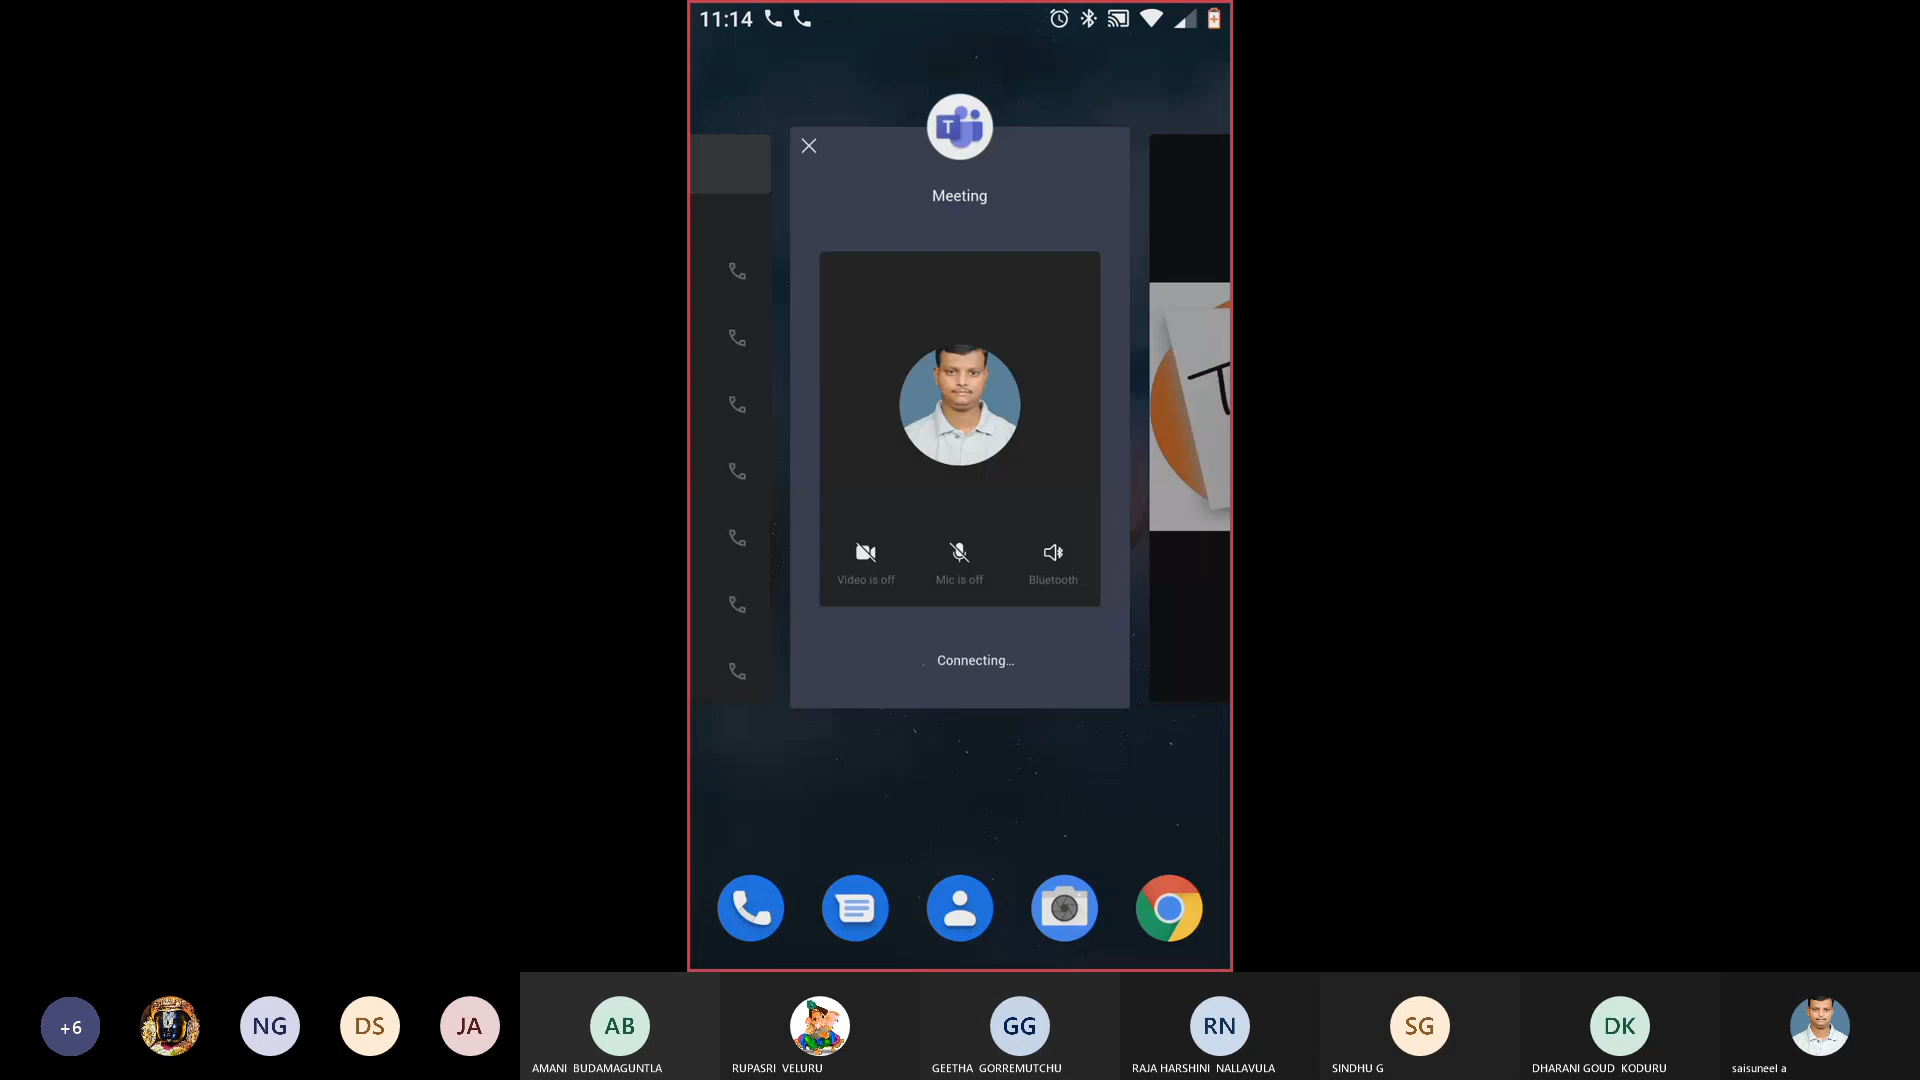 11:14
T
Meeting
Video is off
Mic is off
Bluetooth
Connecting...
+6
NG
DS
JA
AB
GG
RN
SG
DK
AMANI BUDAMAGUNTLA
RUPASRI VELURU
GEETHA GORREMUTCHU
RAJA HARSHINI NALLAVULA
SINDHU G
DHARANI GOUD KODURU
saisuneel a